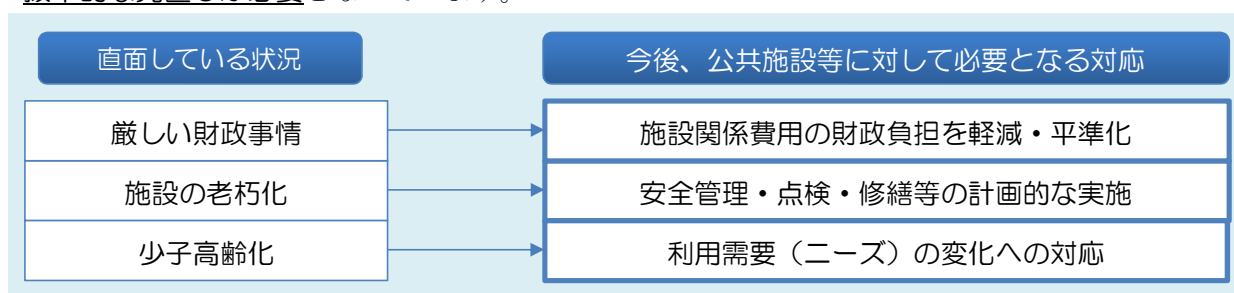 直面している状況 今後、公共施設等に対して必要となる対応
厳しい財政事情 施設関係費用の財政負担を軽減・平準化
施設の老朽化 安全管理・点検・修繕等の計画的な実施
少子高齢化 利用需要（ニーズ）の変化への対応